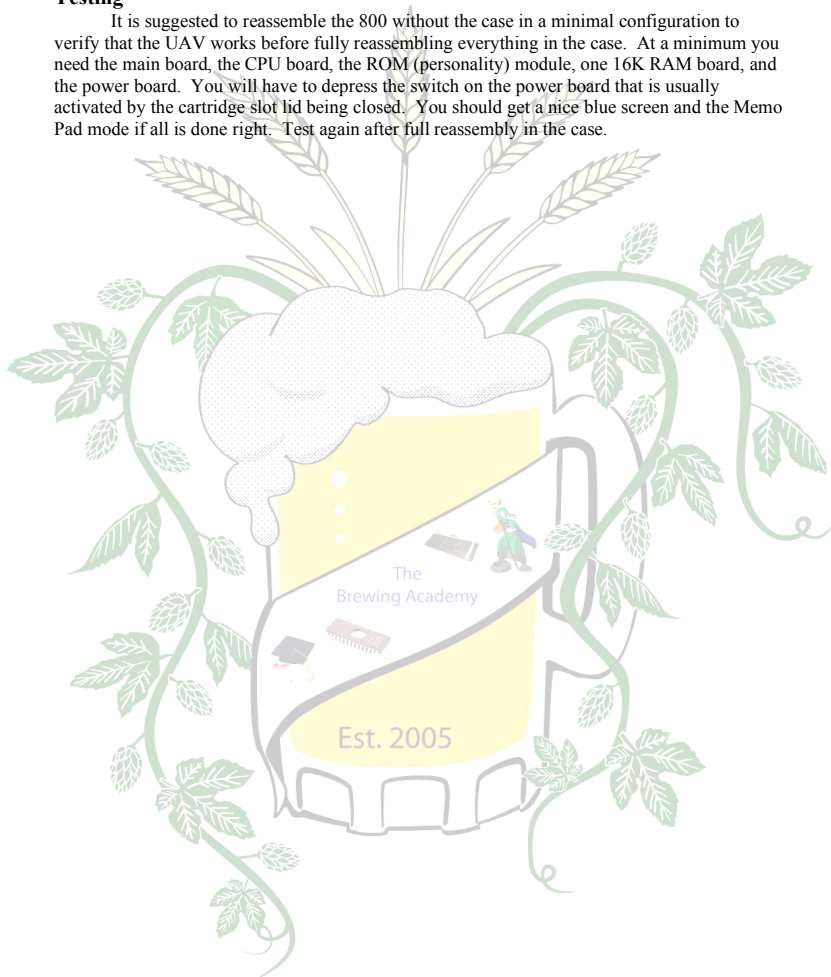 Testing
It is suggested to reassemble the 800 without the case in a minimal configuration to
verify that the UAV works before fully reassembling everything in the case. At a minimum you
need the main board, the CPU board, the ROM (personality) module, one 16K RAM board, and
the power board. You will have to depress the switch on the power board that is usually
activated by the cartridge slot lid being closed. You should get a nice blue screen and the Memo
Pad mode if all is done right. Test again after full reassembly in the case.
The
Brewing Academy
Est. 2005